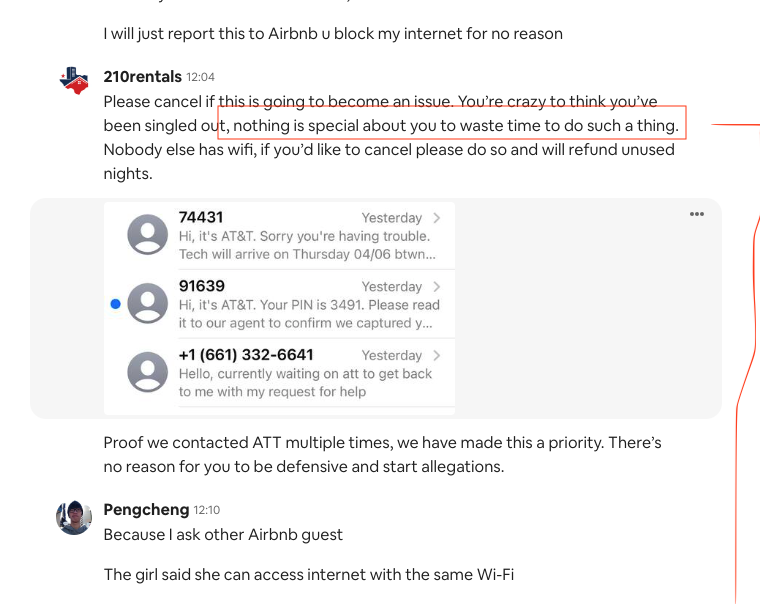 I will just report this to Airbnb u block my internet for no reason
210rentals 12:04
Please cancel if this is going to become an issue. You're crazy to think you've
been singled out, nothing is special about you to waste time to do such a thing.
Nobody else has wifi, if you'd like to cancel please do so and will refund unused
nights.
74431 Yesterday
Hi, it's AT&T. Sorry you're having trouble.
Tech will arrive on Thursday 04/06 btwn...
91639 Yesterday
Hi, it's AT&T. Your PIN is 3491. Please read
it to our agent to confirm we captured y...
+1 (661) 332-6641 Yesterday
Hello, currently waiting on att to get back
to me with my request for help
Proof we contacted ATT multiple times, we have made this a priority. There's
no reason for you to be defensive and start allegations.
Pengcheng 12:10
Because I ask other Airbnb guest
The girl said she can access internet with the same Wi-Fi